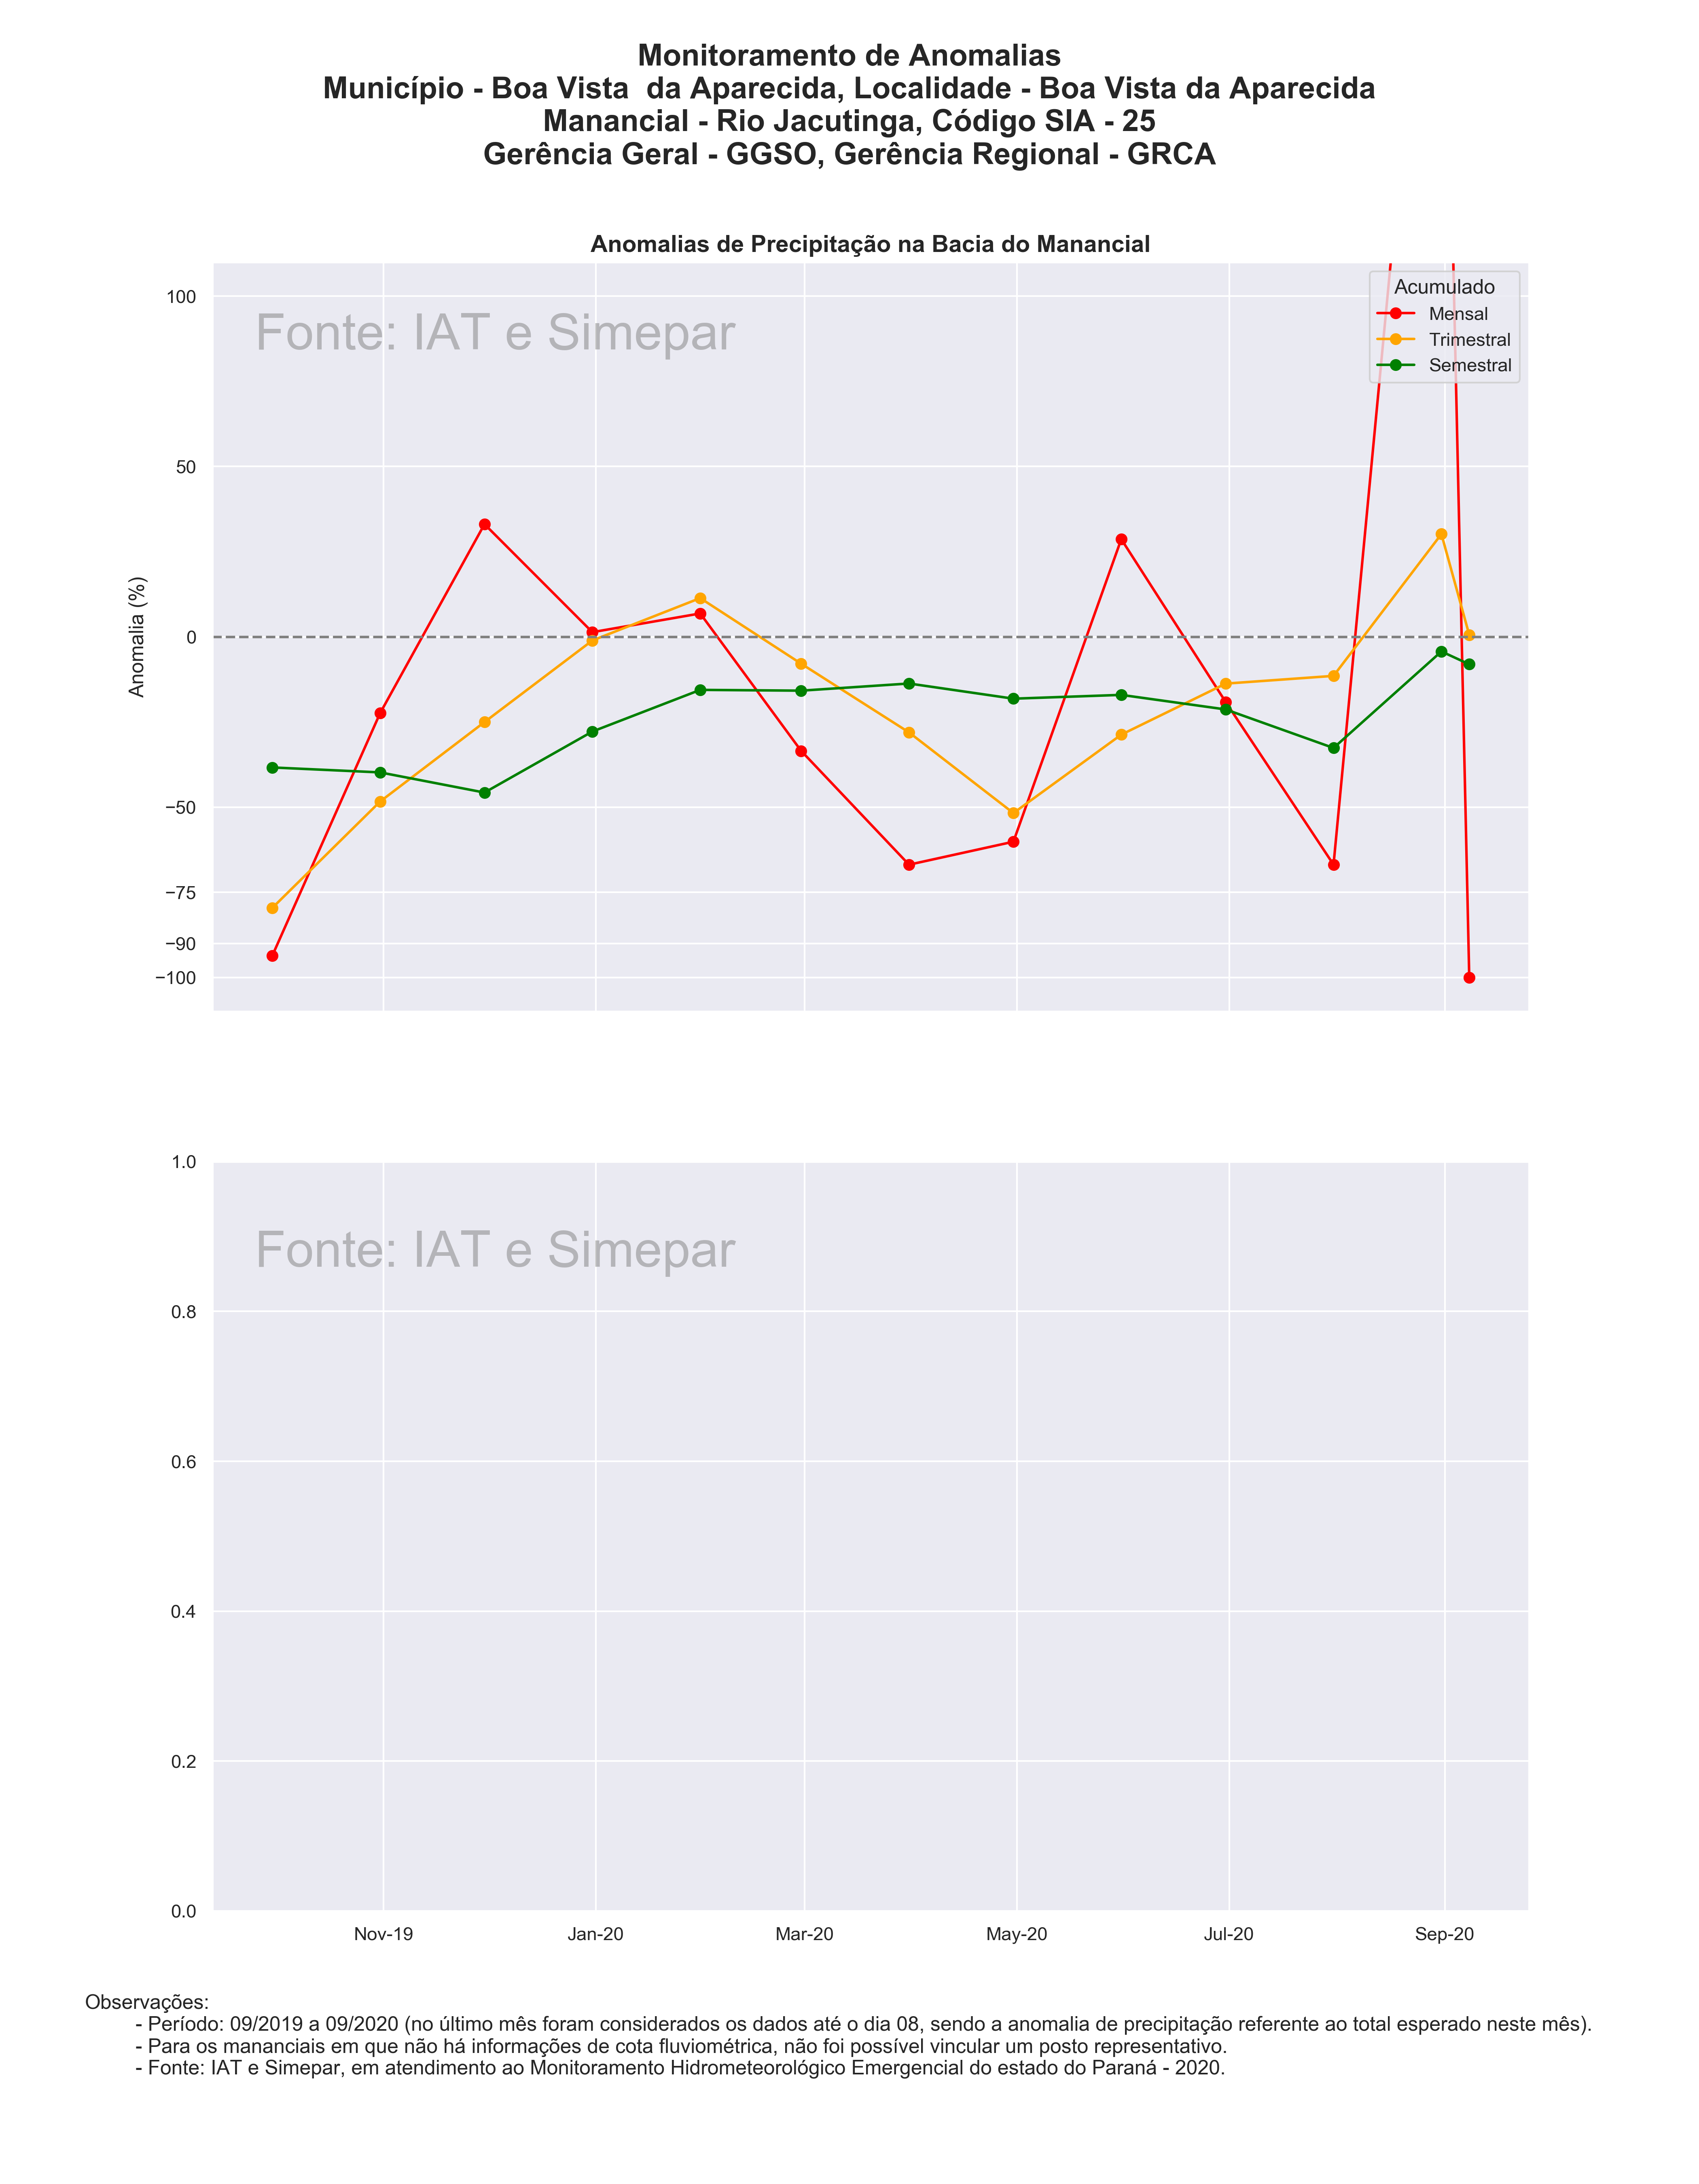 Monitoramento de Anomalias
Município - Boa Vista  da Aparecida, Localidade - Boa Vista da Aparecida
Manancial - Rio Jacutinga, Código SIA - 25
Gerência Geral - GGSO, Gerência Regional - GRCA
Anomalias de Precipitação na Bacia do Manancial
Fonte: IAT e Simepar
Acumulado
Mensal
Trimestral
Semestral
Anomalia (%)
100
50
0
−50
−75
−90
−100
Fonte: IAT e Simepar
1.0
0.8
0.6
0.4
0.2
0.0
Nov-19 Jan-20 Mar-20 May-20 Jul-20 Sep-20
Observações:
- Período: 09/2019 a 09/2020 (no último mês foram considerados os dados até o dia 08, sendo a anomalia de precipitação referente ao total esperado neste mês).
- Para os mananciais em que não há informações de cota fluviométrica, não foi possível vincular um posto representativo.
- Fonte: IAT e Simepar, em atendimento ao Monitoramento Hidrometeorológico Emergencial do estado do Paraná - 2020.